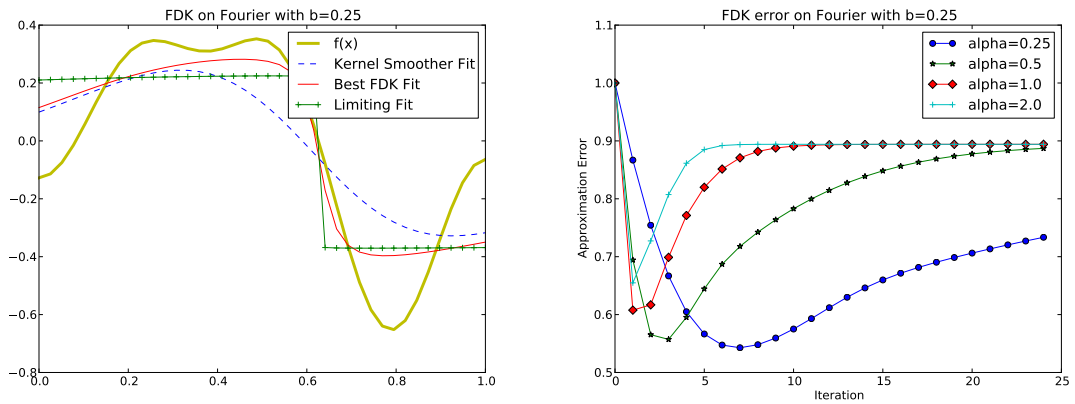 FDK on Fourier with b=0.25
0.4
0.2
0.0
−0.2
−0.4
−0.6
−0.8
0.0
0.2
0.4
0.6
0.8
1.0
f(x)
Kernel Smoother Fit
Best FDK Fit
Limiting Fit
FDK error on Fourier with b=0.25
1.1
1.0
0.9
0.8
0.7
0.6
0.5
Approximation Error
0
5
10
15
20
25
Iteration
alpha=0.25
alpha=0.5
alpha=1.0
alpha=2.0